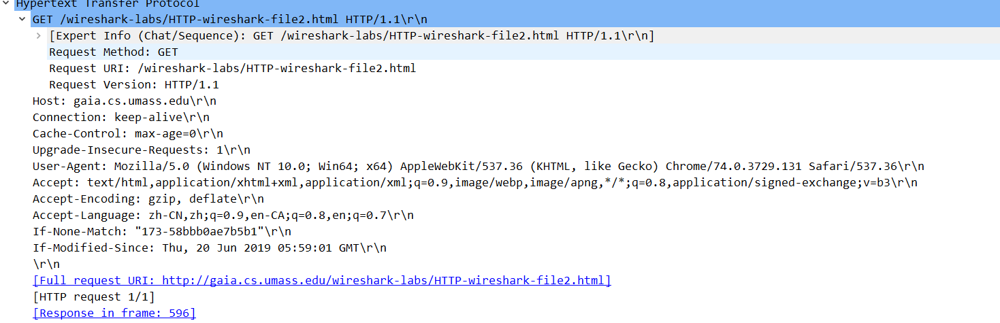 Hypertext Transfer Protocol
GET /wireshark-labs/HTTP-wireshark-file2.html HTTP/1.1\r\n
[Expert Info (Chat/Sequence): GET /wireshark-labs/HTTP-wireshark-file2.html HTTP/1.1\r\n]
Request Method: GET
Request URI: /wireshark-labs/HTTP-wireshark-file2.html
Request Version: HTTP/1.1
Host: gaia.cs.umass.edu\r\n
Connection: keep-alive\r\n
Cache-Control: max-age=0\r\n
Upgrade-Insecure-Requests: 1\r\n
User-Agent: Mozilla/5.0 (Windows NT 10.0; Win64; x64) AppleWebKit/537.36 (KHTML, like Gecko) Chrome/74.0.3729.131 Safari/537.36\r\n
Accept: text/html,application/xhtml+xml,application/xml;q=0.9,image/webp,image/apng,*/*;q=0.8,application/signed-exchange;v=b3\r\n
Accept-Encoding: gzip, deflate\r\n
Accept-Language: zh-CN,zh;q=0.9,en-CA;q=0.8,en;q=0.7\r\n
If-None-Match: "173-58bbb0ae7b5b1"\r\n
If-Modified-Since: Thu, 20 Jun 2019 05:59:01 GMT\r\n
\r\n
[Full request URI: http://gaia.cs.umass.edu/wireshark-labs/HTTP-wireshark-file2.html]
[HTTP request 1/1]
[Response in frame: 596]